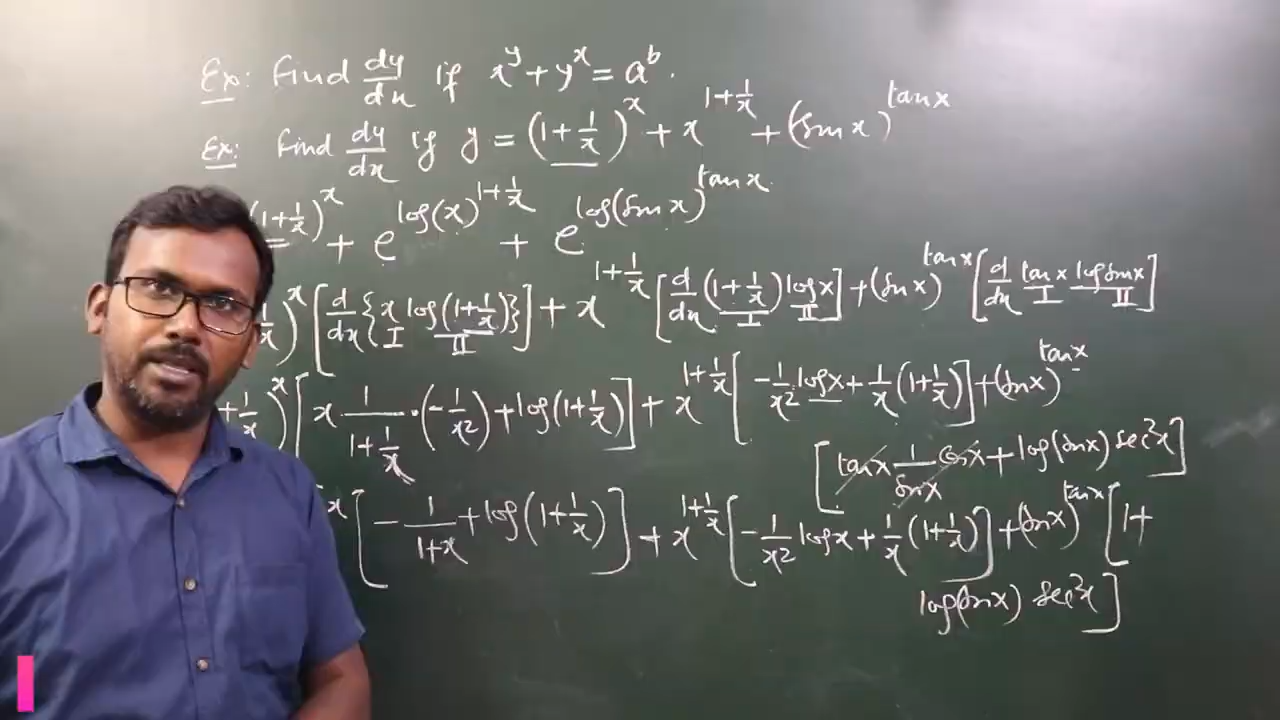 Ex: Find dy/dx if x^y + y^x = a^b.
Ex: Find dy/dx if y = (1+1/x)^x + x^(1+1/x) + (sin x)^(tan x)
(1+1/x)^x + e^(log(x)^(1+1/x)) + e^(log(sin x)^(tan x))
1/x)^x [d/dx {x log(1+1/x)}] + x^(1+1/x) [d/dx (1+1/x) log x] + (sin x)^(tan x) [d/dx tan x log sin x]
I II I II I II
+1/x)^x [x · 1/(1+1/x) · (-1/x²) + log(1+1/x)] + x^(1+1/x) [-1/x² log x + 1/x (1+1/x)] + (sin x)^(tan x)
[tan x 1/sin x cos x + log(sin x) sec²x]
x [-1/(1+x) + log(1+1/x)] + x^(1+1/x) [-1/x² log x + 1/x (1+1/x)] + (sin x)^(tan x) [1+
log(sin x) sec²x]